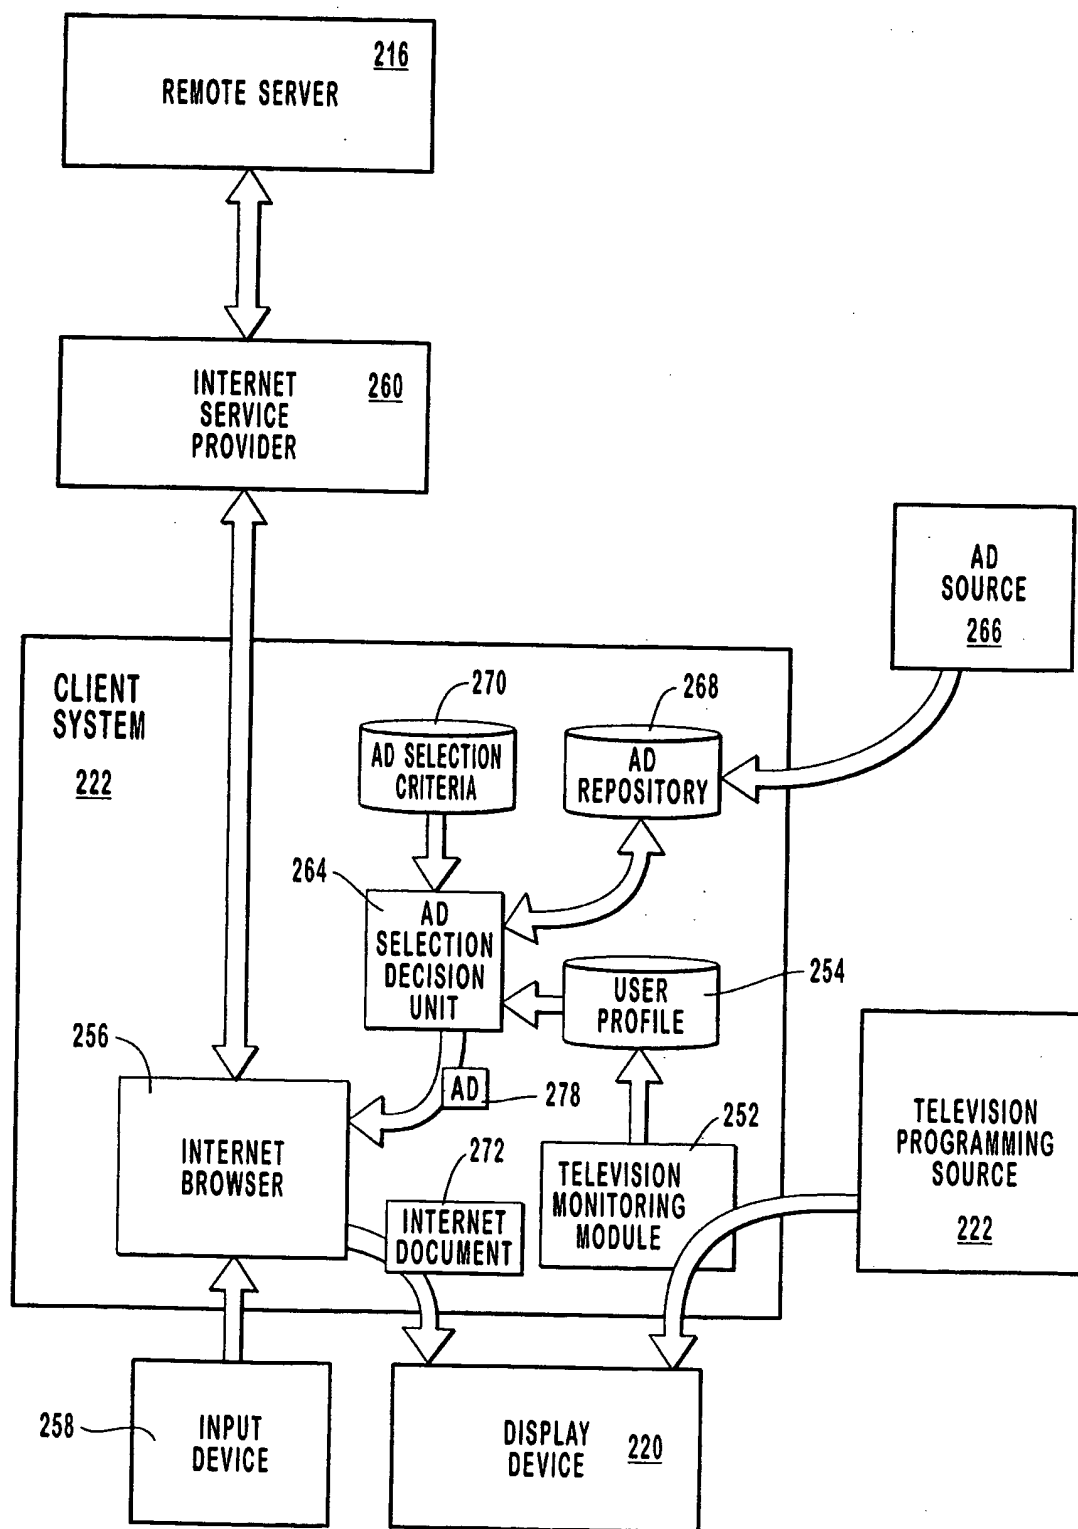 216
REMOTE SERVER
INTERNET
SERVICE
PROVIDER
260
AD
SOURCE
266
CLIENT
SYSTEM
222
270
AD SELECTION
CRITERIA
268
AD
REPOSITORY
264
AD
SELECTION
DECISION
UNIT
USER
PROFILE
254
256
AD
278
INTERNET
BROWSER
272
INTERNET
DOCUMENT
252
TELEVISION
MONITORING
MODULE
TELEVISION
PROGRAMMING
SOURCE
222
258
INPUT
DEVICE
DISPLAY
DEVICE
220